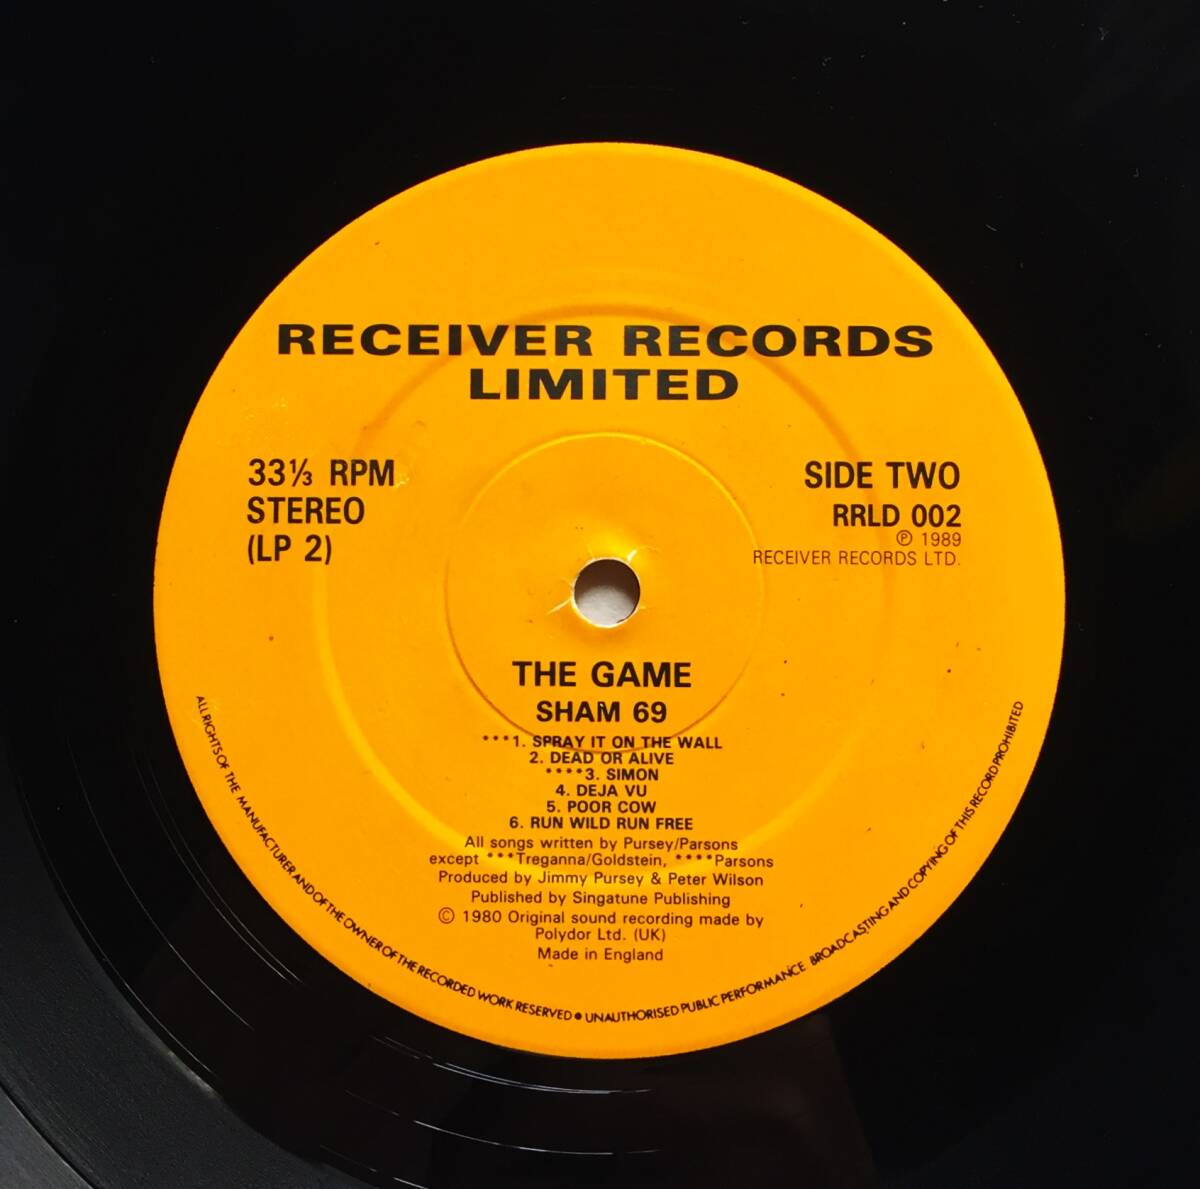 RECEIVER RECORDS
LIMITED
33⅓ RPM
STEREO
(LP 2)
SIDE TWO
RRLD 002
℗ 1989
RECEIVER RECORDS LTD.
THE GAME
SHAM 69
***1. SPRAY IT ON THE WALL
2. DEAD OR ALIVE
****3. SIMON
4. DEJA VU
5. POOR COW
6. RUN WILD RUN FREE
All songs written by Pursey/Parsons
except ***Treganna/Goldstein, ****Parsons
Produced by Jimmy Pursey & Peter Wilson
Published by Singatune Publishing
© 1980 Original sound recording made by
Polydor Ltd. (UK)
Made in England
ALL RIGHTS OF THE MANUFACTURER AND OF THE OWNER OF THE RECORDED WORK RESERVED • UNAUTHORISED PUBLIC PERFORMANCE BROADCASTING AND COPYING OF THIS RECORD PROHIBITED